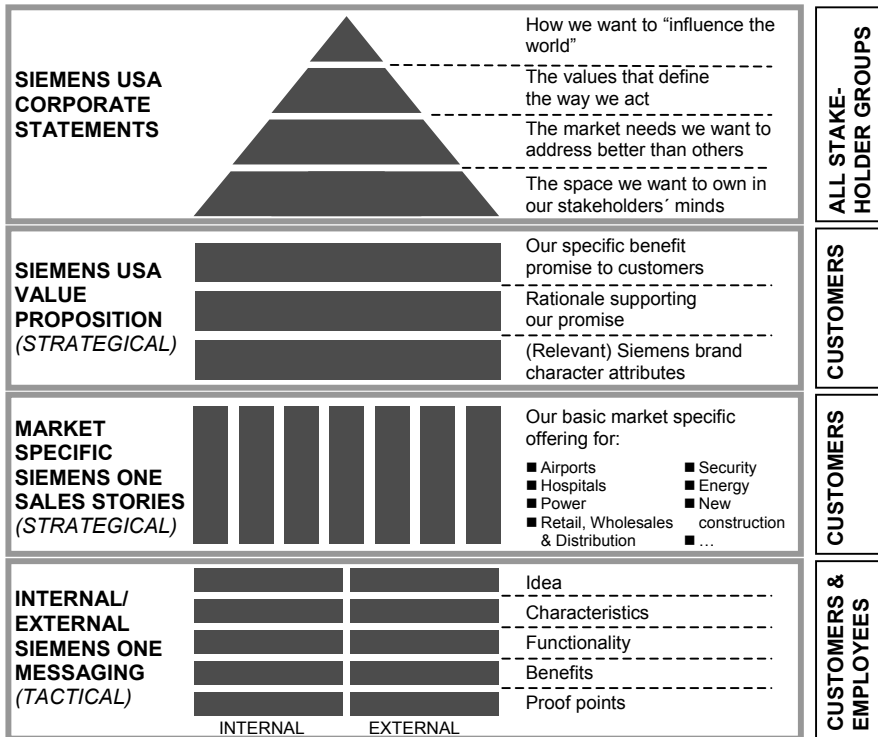 SIEMENS USA
CORPORATE
STATEMENTS
How we want to “influence the
world”
The values that define
the way we act
The market needs we want to
address better than others
The space we want to own in
our stakeholders´ minds
ALL STAKE-
HOLDER GROUPS
SIEMENS USA
VALUE
PROPOSITION
(STRATEGICAL)
Our specific benefit
promise to customers
Rationale supporting
our promise
(Relevant) Siemens brand
character attributes
CUSTOMERS
MARKET
SPECIFIC
SIEMENS ONE
SALES STORIES
(STRATEGICAL)
Our basic market specific
offering for:
■ Airports
■ Hospitals
■ Power
■ Retail, Wholesales
& Distribution
■ Security
■ Energy
■ New
construction
■ …
CUSTOMERS
INTERNAL/
EXTERNAL
SIEMENS ONE
MESSAGING
(TACTICAL)
Idea
Characteristics
Functionality
Benefits
Proof points
INTERNAL
EXTERNAL
CUSTOMERS &
EMPLOYEES